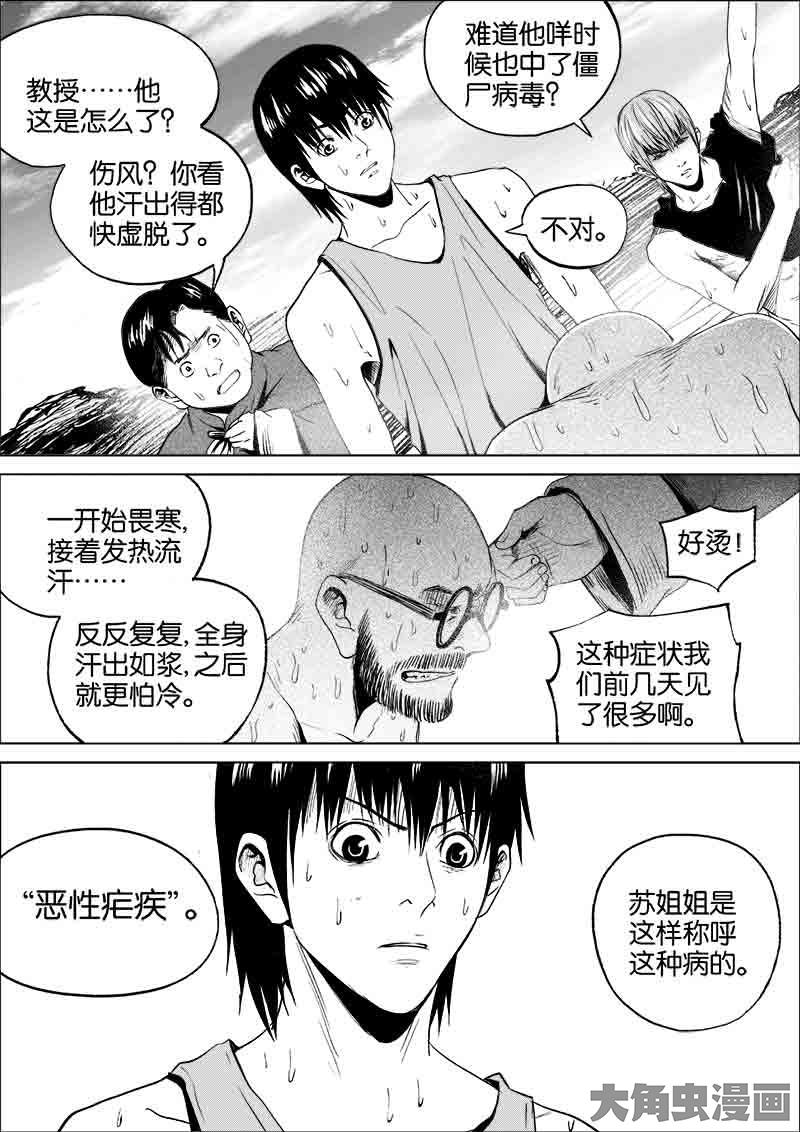 教授……他
这是怎么了？
伤风？你看
他汗出得都
快虚脱了。
难道他咩时
候也中了僵
尸病毒？
不对。
一开始畏寒，
接着发热流
汗……
反反复复，全身
汗出如浆，之后
就更怕冷。
好烫！
这种症状我
们前几天见
了很多啊。
“恶性疟疾”。
苏姐姐是
这样称呼
这种病的。
大角虫漫画